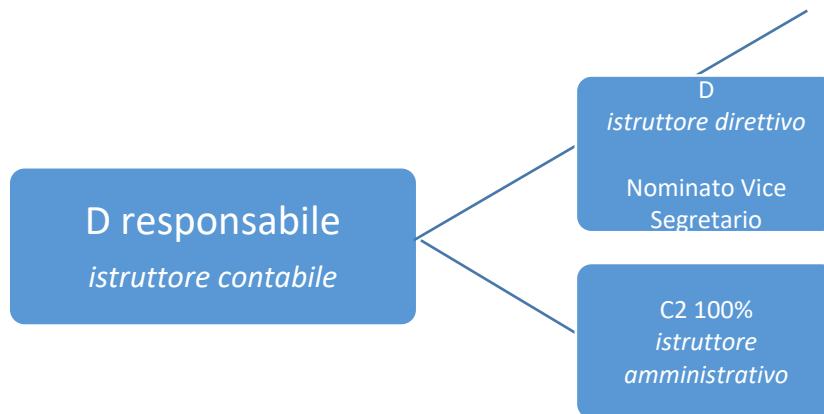 D
istruttore direttivo
Nominato Vice
Segretario
D responsabile
istruttore contabile
C2 100%
istruttore
amministrativo